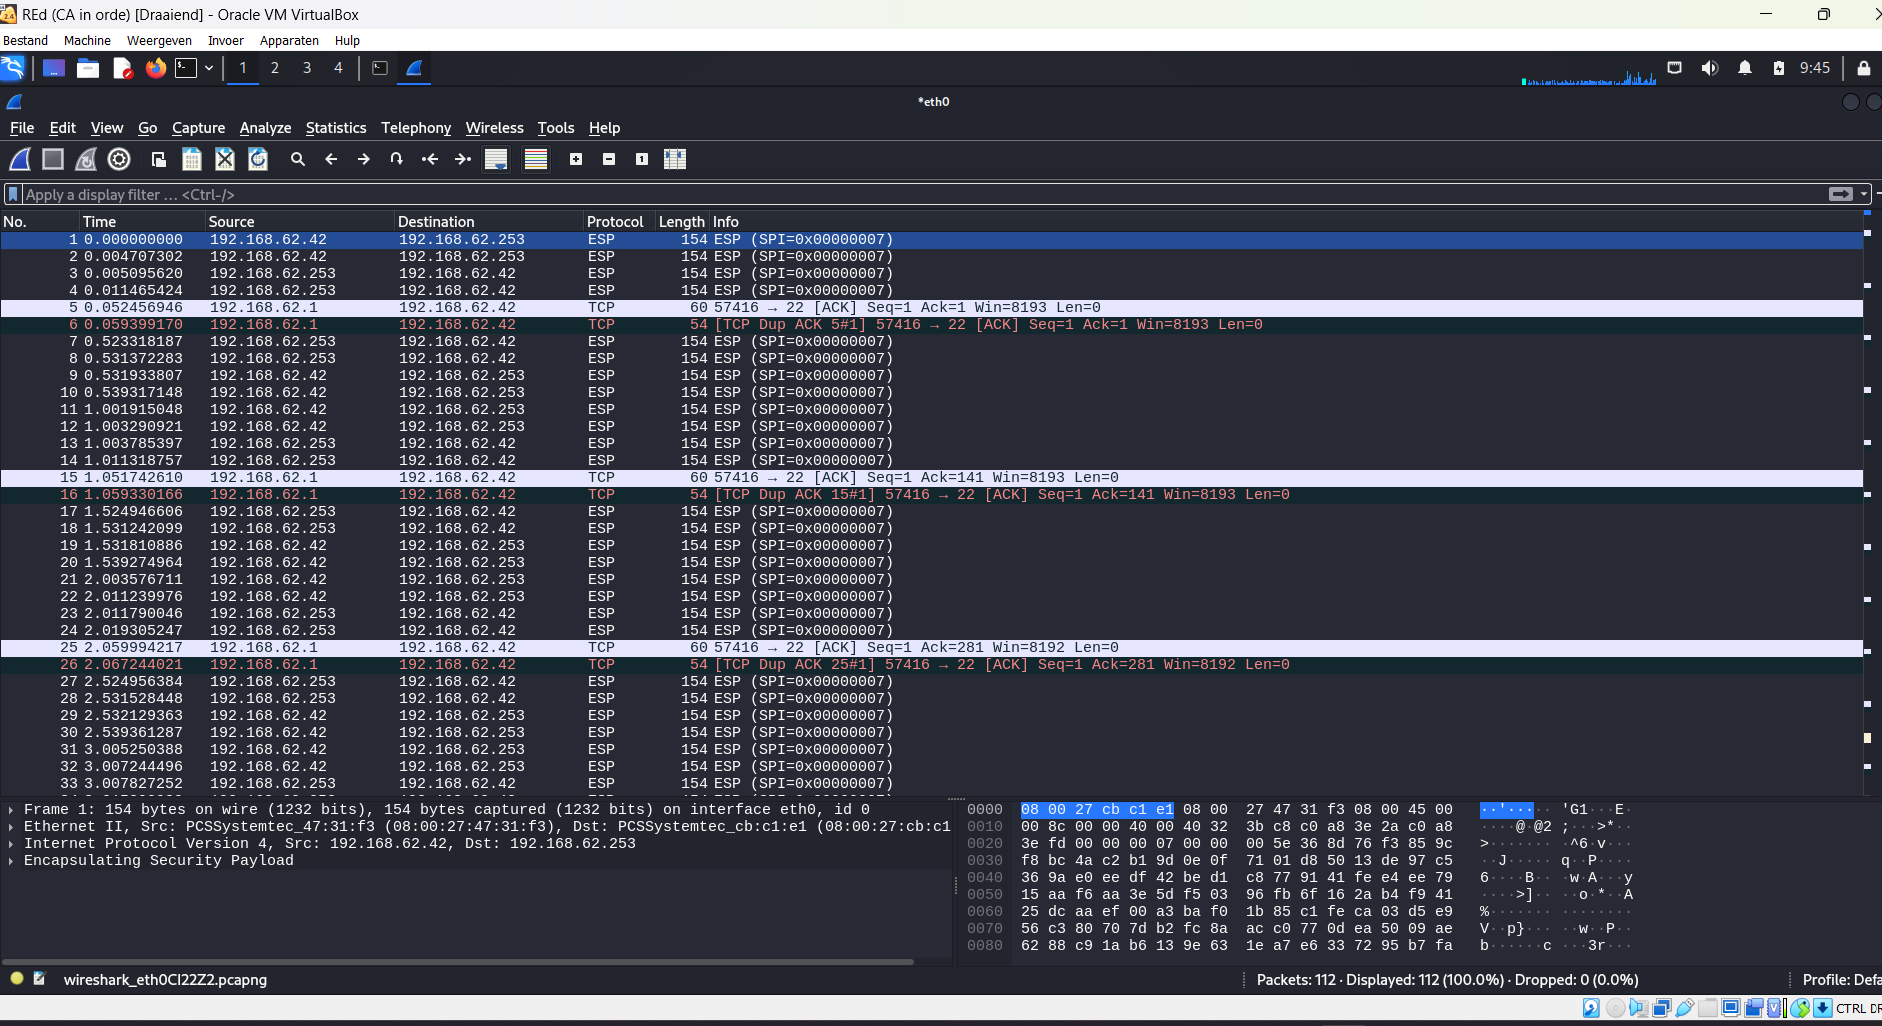 REd (CA in orde) [Draaiend] - Oracle VM VirtualBox
Bestand Machine Weergeven Invoer Apparaten Hulp
1 2 3 4 9:45
*eth0
File Edit View Go Capture Analyze Statistics Telephony Wireless Tools Help
Apply a display filter … <Ctrl-/>
No. Time Source Destination Protocol Length Info
1 0.000000000 192.168.62.42 192.168.62.253 ESP 154 ESP (SPI=0x00000007)
2 0.004707302 192.168.62.42 192.168.62.253 ESP 154 ESP (SPI=0x00000007)
3 0.005095620 192.168.62.253 192.168.62.42 ESP 154 ESP (SPI=0x00000007)
4 0.011465424 192.168.62.253 192.168.62.42 ESP 154 ESP (SPI=0x00000007)
5 0.052456946 192.168.62.1 192.168.62.42 TCP 60 57416 → 22 [ACK] Seq=1 Ack=1 Win=8193 Len=0
6 0.059399170 192.168.62.1 192.168.62.42 TCP 54 [TCP Dup ACK 5#1] 57416 → 22 [ACK] Seq=1 Ack=1 Win=8193 Len=0
7 0.523318187 192.168.62.253 192.168.62.42 ESP 154 ESP (SPI=0x00000007)
8 0.531372283 192.168.62.253 192.168.62.42 ESP 154 ESP (SPI=0x00000007)
9 0.531933807 192.168.62.42 192.168.62.253 ESP 154 ESP (SPI=0x00000007)
10 0.539317148 192.168.62.42 192.168.62.253 ESP 154 ESP (SPI=0x00000007)
11 1.001915048 192.168.62.42 192.168.62.253 ESP 154 ESP (SPI=0x00000007)
12 1.003290921 192.168.62.42 192.168.62.253 ESP 154 ESP (SPI=0x00000007)
13 1.003785397 192.168.62.253 192.168.62.42 ESP 154 ESP (SPI=0x00000007)
14 1.011318757 192.168.62.253 192.168.62.42 ESP 154 ESP (SPI=0x00000007)
15 1.051742610 192.168.62.1 192.168.62.42 TCP 60 57416 → 22 [ACK] Seq=1 Ack=141 Win=8193 Len=0
16 1.059330166 192.168.62.1 192.168.62.42 TCP 54 [TCP Dup ACK 15#1] 57416 → 22 [ACK] Seq=1 Ack=141 Win=8193 Len=0
17 1.524946606 192.168.62.253 192.168.62.42 ESP 154 ESP (SPI=0x00000007)
18 1.531242099 192.168.62.253 192.168.62.42 ESP 154 ESP (SPI=0x00000007)
19 1.531810886 192.168.62.42 192.168.62.253 ESP 154 ESP (SPI=0x00000007)
20 1.539274964 192.168.62.42 192.168.62.253 ESP 154 ESP (SPI=0x00000007)
21 2.003576711 192.168.62.42 192.168.62.253 ESP 154 ESP (SPI=0x00000007)
22 2.011239976 192.168.62.42 192.168.62.253 ESP 154 ESP (SPI=0x00000007)
23 2.011790046 192.168.62.253 192.168.62.42 ESP 154 ESP (SPI=0x00000007)
24 2.019305247 192.168.62.253 192.168.62.42 ESP 154 ESP (SPI=0x00000007)
25 2.059994217 192.168.62.1 192.168.62.42 TCP 60 57416 → 22 [ACK] Seq=1 Ack=281 Win=8192 Len=0
26 2.067244021 192.168.62.1 192.168.62.42 TCP 54 [TCP Dup ACK 25#1] 57416 → 22 [ACK] Seq=1 Ack=281 Win=8192 Len=0
27 2.524956384 192.168.62.253 192.168.62.42 ESP 154 ESP (SPI=0x00000007)
28 2.531528448 192.168.62.253 192.168.62.42 ESP 154 ESP (SPI=0x00000007)
29 2.532129363 192.168.62.42 192.168.62.253 ESP 154 ESP (SPI=0x00000007)
30 2.539361287 192.168.62.42 192.168.62.253 ESP 154 ESP (SPI=0x00000007)
31 3.005250388 192.168.62.42 192.168.62.253 ESP 154 ESP (SPI=0x00000007)
32 3.007244496 192.168.62.42 192.168.62.253 ESP 154 ESP (SPI=0x00000007)
33 3.007827252 192.168.62.253 192.168.62.42 ESP 154 ESP (SPI=0x00000007)
Frame 1: 154 bytes on wire (1232 bits), 154 bytes captured (1232 bits) on interface eth0, id 0
Ethernet II, Src: PCSSystemtec_47:31:f3 (08:00:27:47:31:f3), Dst: PCSSystemtec_cb:c1:e1 (08:00:27:cb:c1
Internet Protocol Version 4, Src: 192.168.62.42, Dst: 192.168.62.253
Encapsulating Security Payload
0000 08 00 27 cb c1 e1 08 00 27 47 31 f3 08 00 45 00 ··'····· 'G1···E·
0010 00 8c 00 00 40 00 40 32 3b c8 c0 a8 3e 2a c0 a8 ····@·@2 ;···>*··
0020 3e fd 00 00 00 07 00 00 00 5e 36 8d 76 f3 85 9c >······· ·^6·v···
0030 f8 bc 4a c2 b1 9d 0e 0f 71 01 d8 50 13 de 97 c5 ··J····· q··P····
0040 36 9a e0 ee df 42 be d1 c8 77 91 41 fe e4 ee 79 6····B·· ·w·A···y
0050 15 aa f6 aa 3e 5d f5 03 96 fb 6f 16 2a b4 f9 41 ····>]·· ··o·*··A
0060 25 dc aa ef 00 a3 ba f0 1b 85 c1 fe ca 03 d5 e9 %······· ········
0070 56 c3 80 70 7d b2 fc 8a ac c0 77 0d ea 50 09 ae V··p}··· ··w··P··
0080 62 88 c9 1a b6 13 9e 63 1e a7 e6 33 72 95 b7 fa b······c ···3r···
wireshark_eth0CI22Z2.pcapng Packets: 112 · Displayed: 112 (100.0%) · Dropped: 0 (0.0%) Profile: Defa
CTRL DR